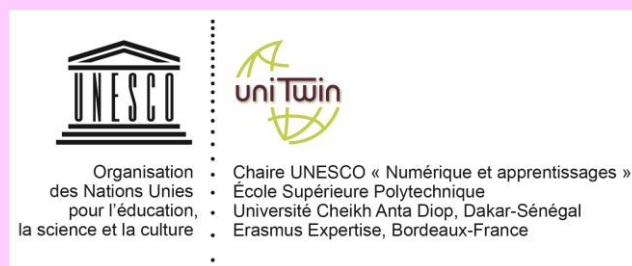 UNESCO
uniTwin
Organisation
des Nations Unies
pour l'éducation,
la science et la culture
Chaire UNESCO « Numérique et apprentissages »
École Supérieure Polytechnique
Université Cheikh Anta Diop, Dakar-Sénégal
Erasmus Expertise, Bordeaux-France